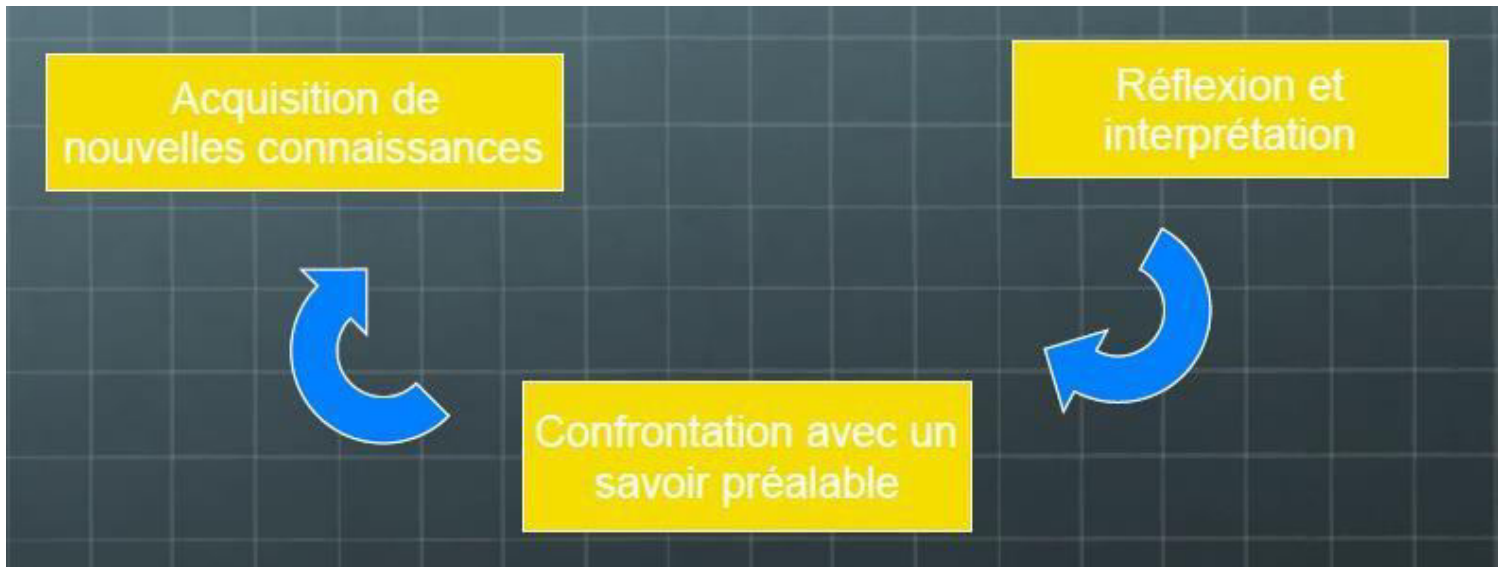 Acquisition de
nouvelles connaissances
Réflexion et
interprétation
Confrontation avec un
savoir préalable